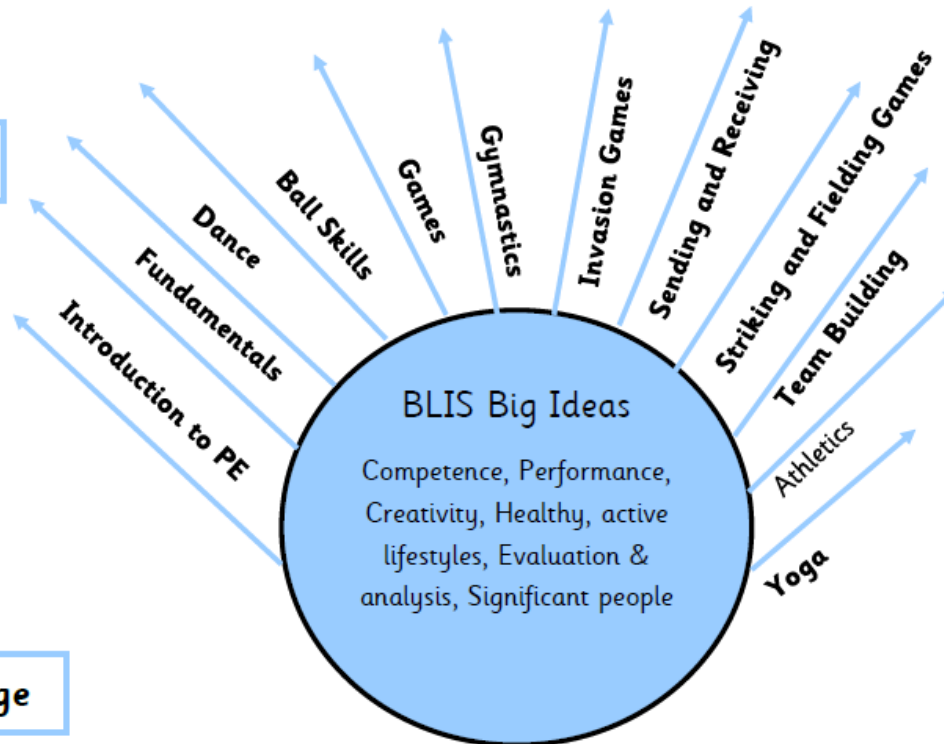 Introduction to PE
Fundamentals
Dance
Ball Skills
Games
Gymnastics
Invasion Games
Sending and Receiving
Striking and Fielding Games
Team Building
Athletics
Yoga
BLIS Big Ideas
Competence, Performance,
Creativity, Healthy, active
lifestyles, Evaluation &
analysis, Significant people